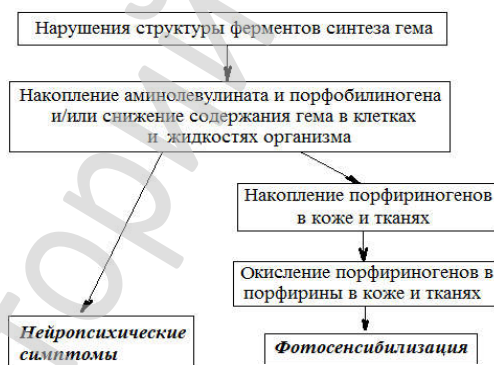 Нарушения структуры ферментов синтеза гема
Накопление аминолевулината и порфобилиногена
и/или снижение содержания гема в клетках
и жидкостях организма
Накопление порфириногенов
в коже и тканях
Окисление порфириногенов в
порфирины в коже и тканях
Нейропсихические
симптомы
Фотосенсибилизация